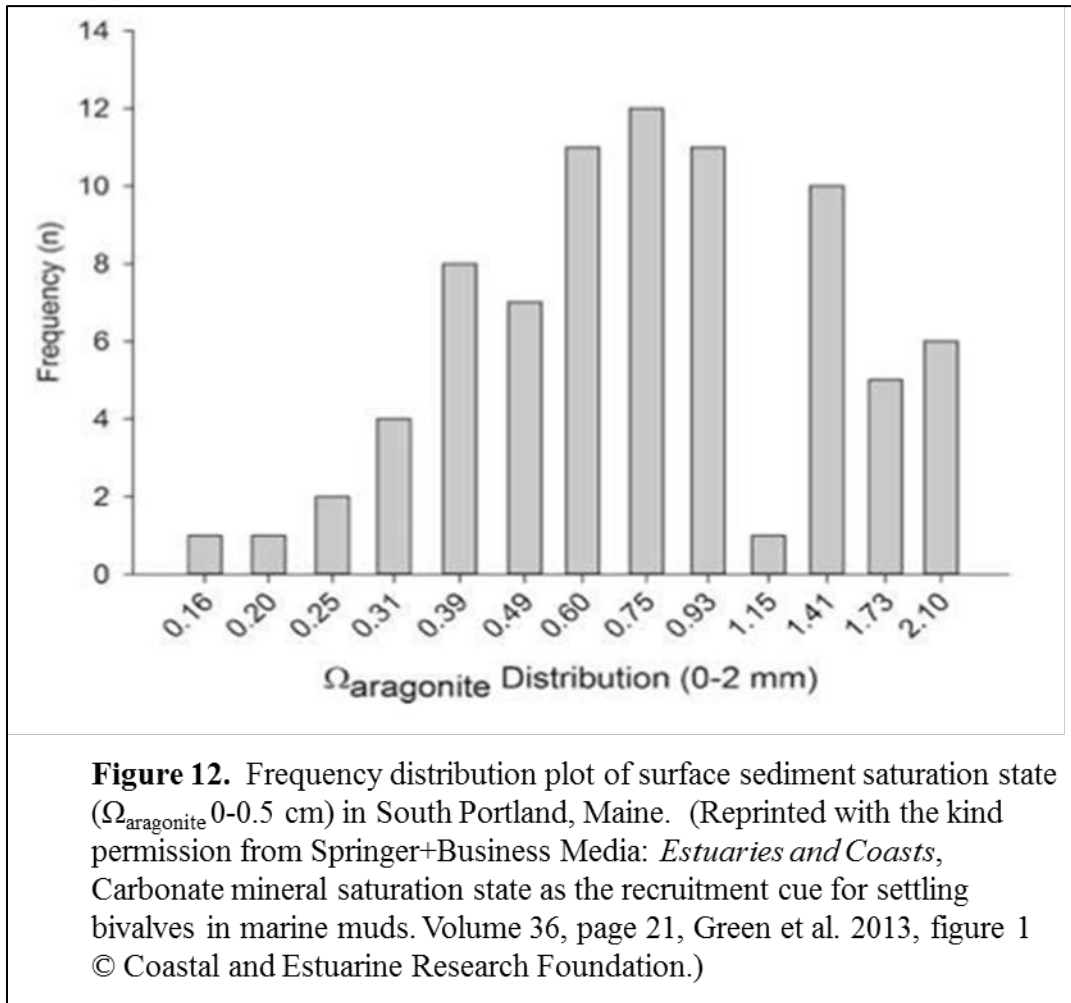 14
12
10
8
6
4
2
0
Frequency (n)
0.16 0.20 0.25 0.31 0.39 0.49 0.60 0.75 0.93 1.15 1.41 1.73 2.10
Ωaragonite Distribution (0-2 mm)
Figure 12. Frequency distribution plot of surface sediment saturation state
(Ωaragonite 0-0.5 cm) in South Portland, Maine. (Reprinted with the kind
permission from Springer+Business Media: Estuaries and Coasts,
Carbonate mineral saturation state as the recruitment cue for settling
bivalves in marine muds. Volume 36, page 21, Green et al. 2013, figure 1
© Coastal and Estuarine Research Foundation.)